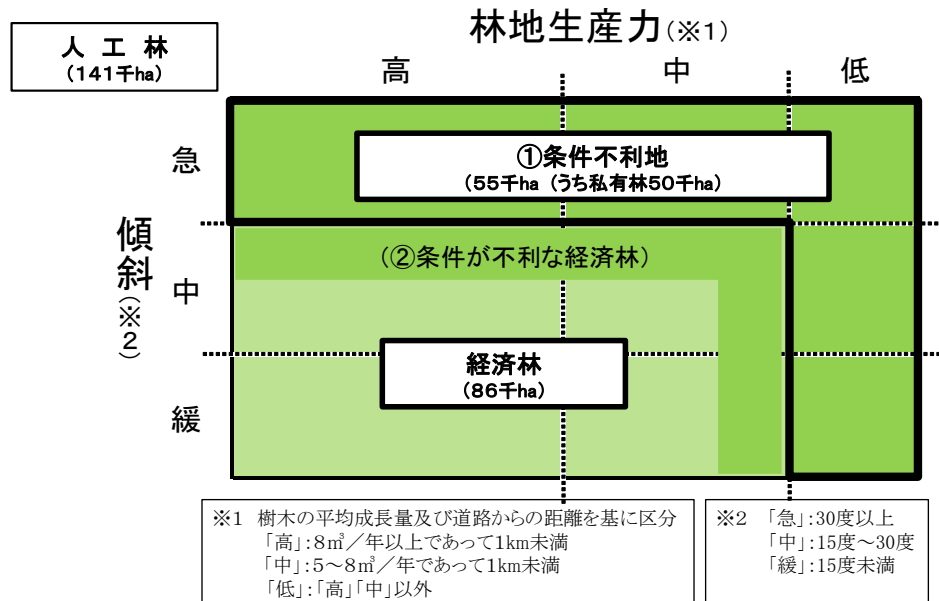 人工林
(141千ha)
林地生産力(※1)
高
中
低
急
①条件不利地
(55千ha (うち私有林50千ha)
傾斜(※2)
(②条件が不利な経済林)
中
経済林
(86千ha)
緩
※1 樹木の平均成長量及び道路からの距離を基に区分
「高」:8㎥/年以上であって1km未満
「中」:5~8㎥/年であって1km未満
「低」:「高」「中」以外
※2 「急」:30度以上
「中」:15度~30度
「緩」:15度未満